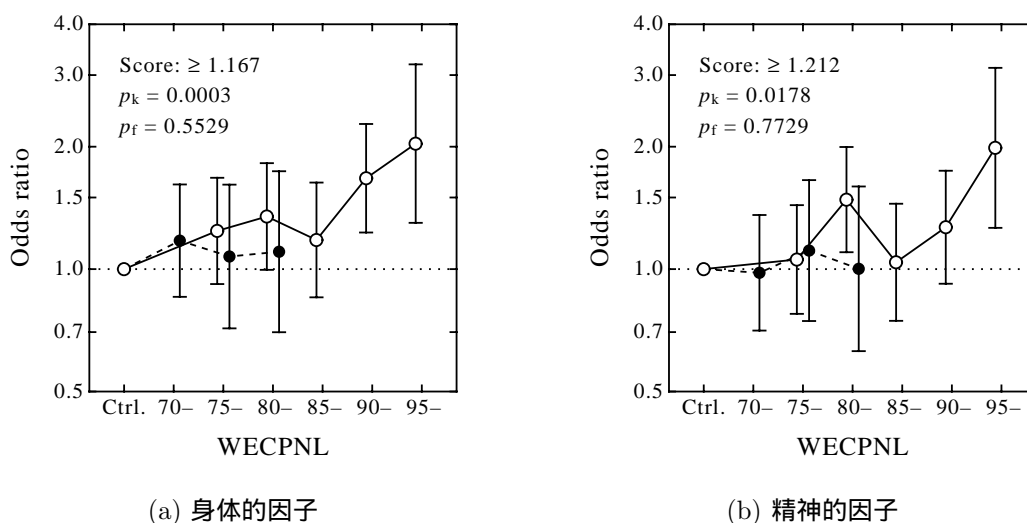 4.0
3.0
2.0
1.5
1.0
0.7
0.5
Odds ratio
Score: ≥ 1.167
pk = 0.0003
pf = 0.5529
Ctrl. 70– 75– 80– 85– 90– 95–
WECPNL
(a) 身体的因子
4.0
3.0
2.0
1.5
1.0
0.7
0.5
Odds ratio
Score: ≥ 1.212
pk = 0.0178
pf = 0.7729
Ctrl. 70– 75– 80– 85– 90– 95–
WECPNL
(b) 精神的因子